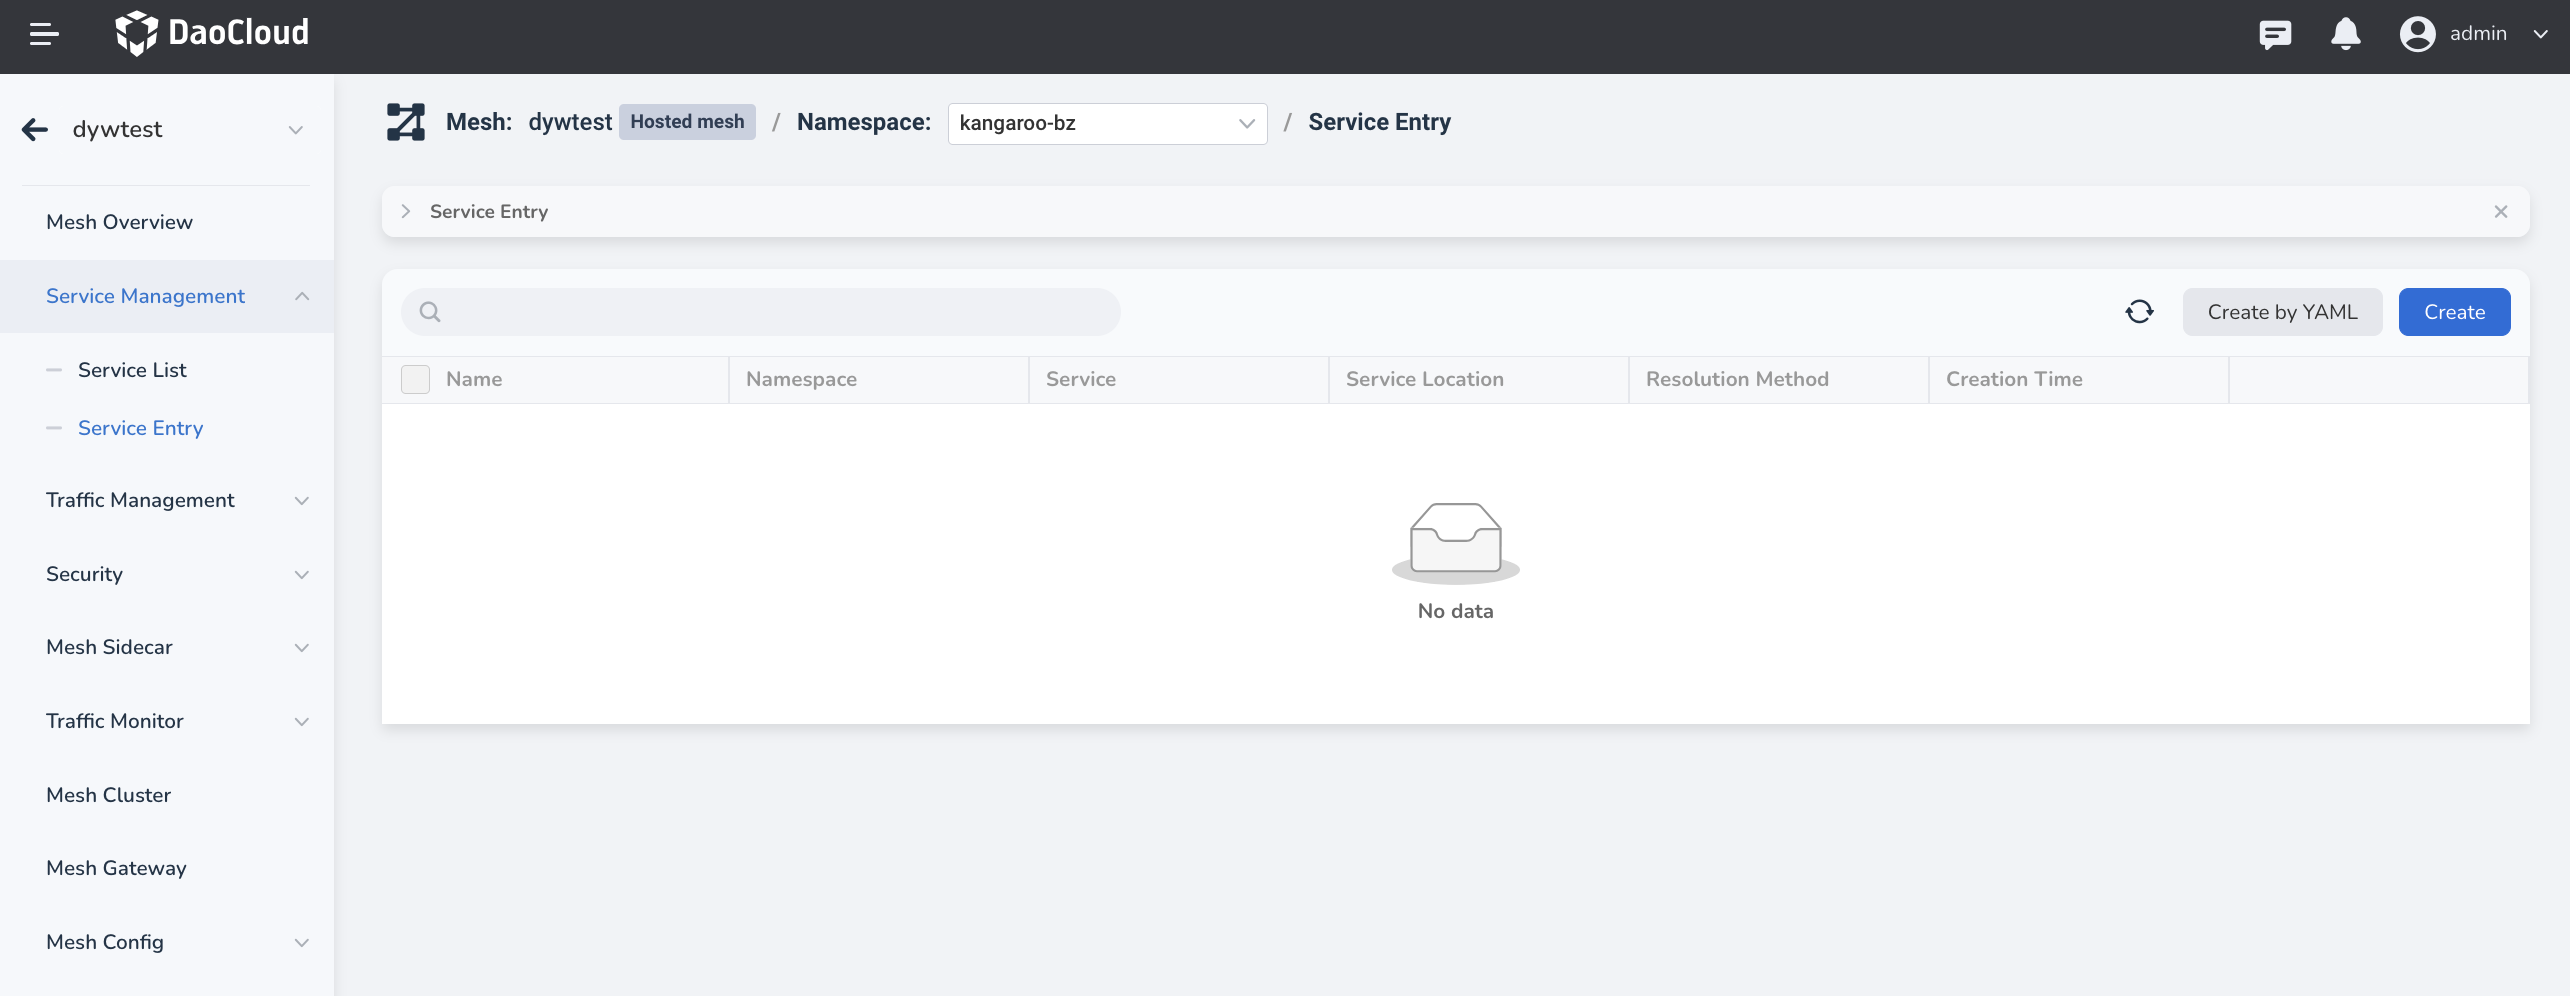 DaoCloud
admin
dywtest
Mesh Overview
Service Management
Service List
Service Entry
Traffic Management
Security
Mesh Sidecar
Traffic Monitor
Mesh Cluster
Mesh Gateway
Mesh Config
Mesh: dywtest Hosted mesh / Namespace: kangaroo-bz / Service Entry
Service Entry
Create by YAML Create
Name Namespace Service Service Location Resolution Method Creation Time
No data